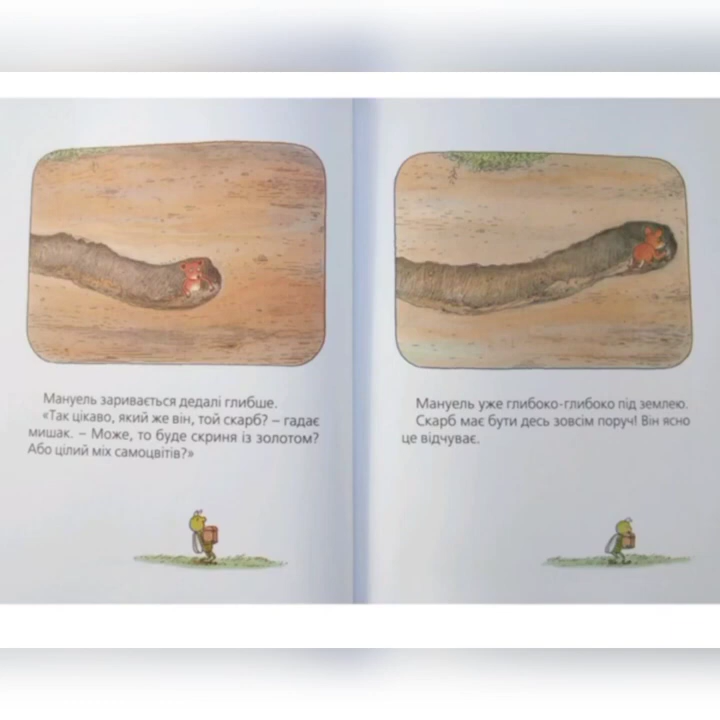 Мануель заривається дедалі глибше.
«Так цікаво, який же він, той скарб? – гадає
мишак. – Може, то буде скриня із золотом?
Або цілий міх самоцвітів?»
Мануель уже глибоко-глибоко під землею.
Скарб має бути десь зовсім поруч! Він ясно
це відчуває.